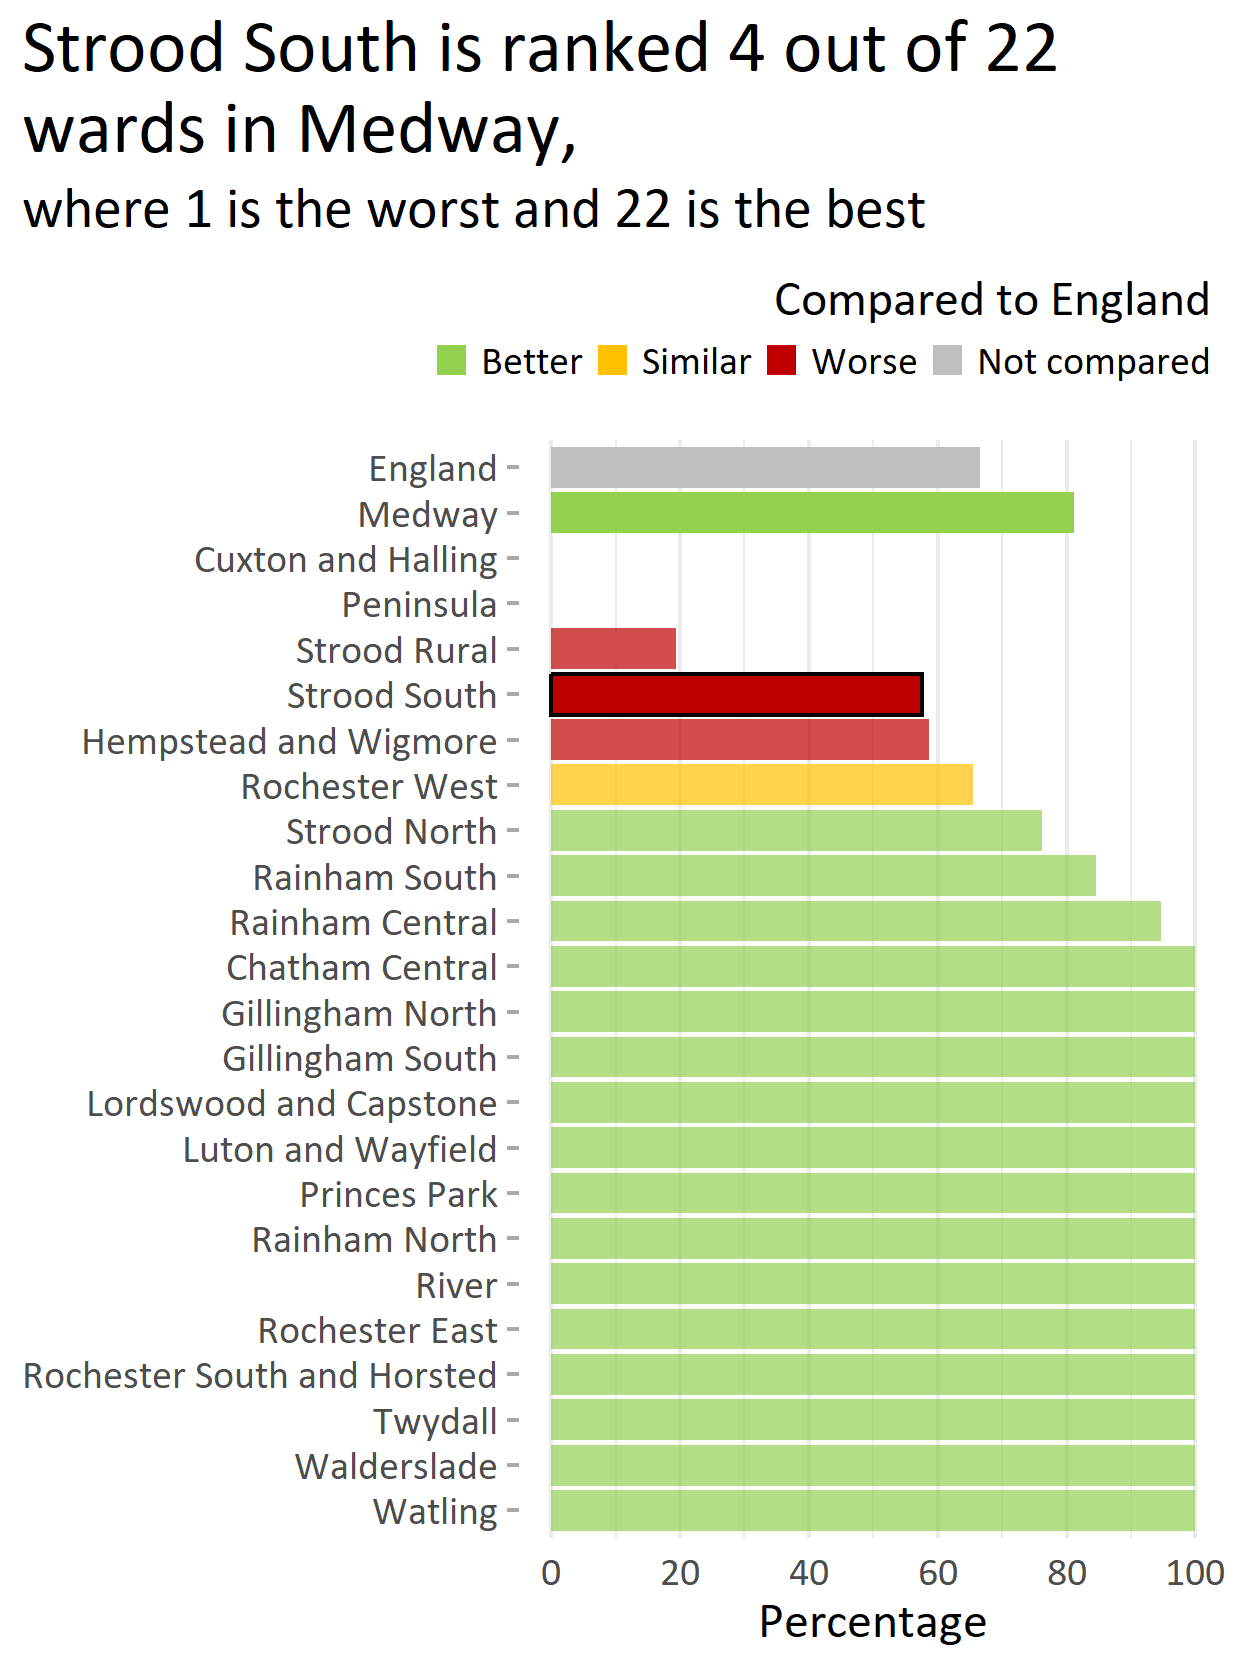 Strood South is ranked 4 out of 22
wards in Medway,
where 1 is the worst and 22 is the best
Compared to England
Better Similar Worse Not compared
England
Medway
Cuxton and Halling
Peninsula
Strood Rural
Strood South
Hempstead and Wigmore
Rochester West
Strood North
Rainham South
Rainham Central
Chatham Central
Gillingham North
Gillingham South
Lordswood and Capstone
Luton and Wayfield
Princes Park
Rainham North
River
Rochester East
Rochester South and Horsted
Twydall
Walderslade
Watling
0 20 40 60 80 100
Percentage